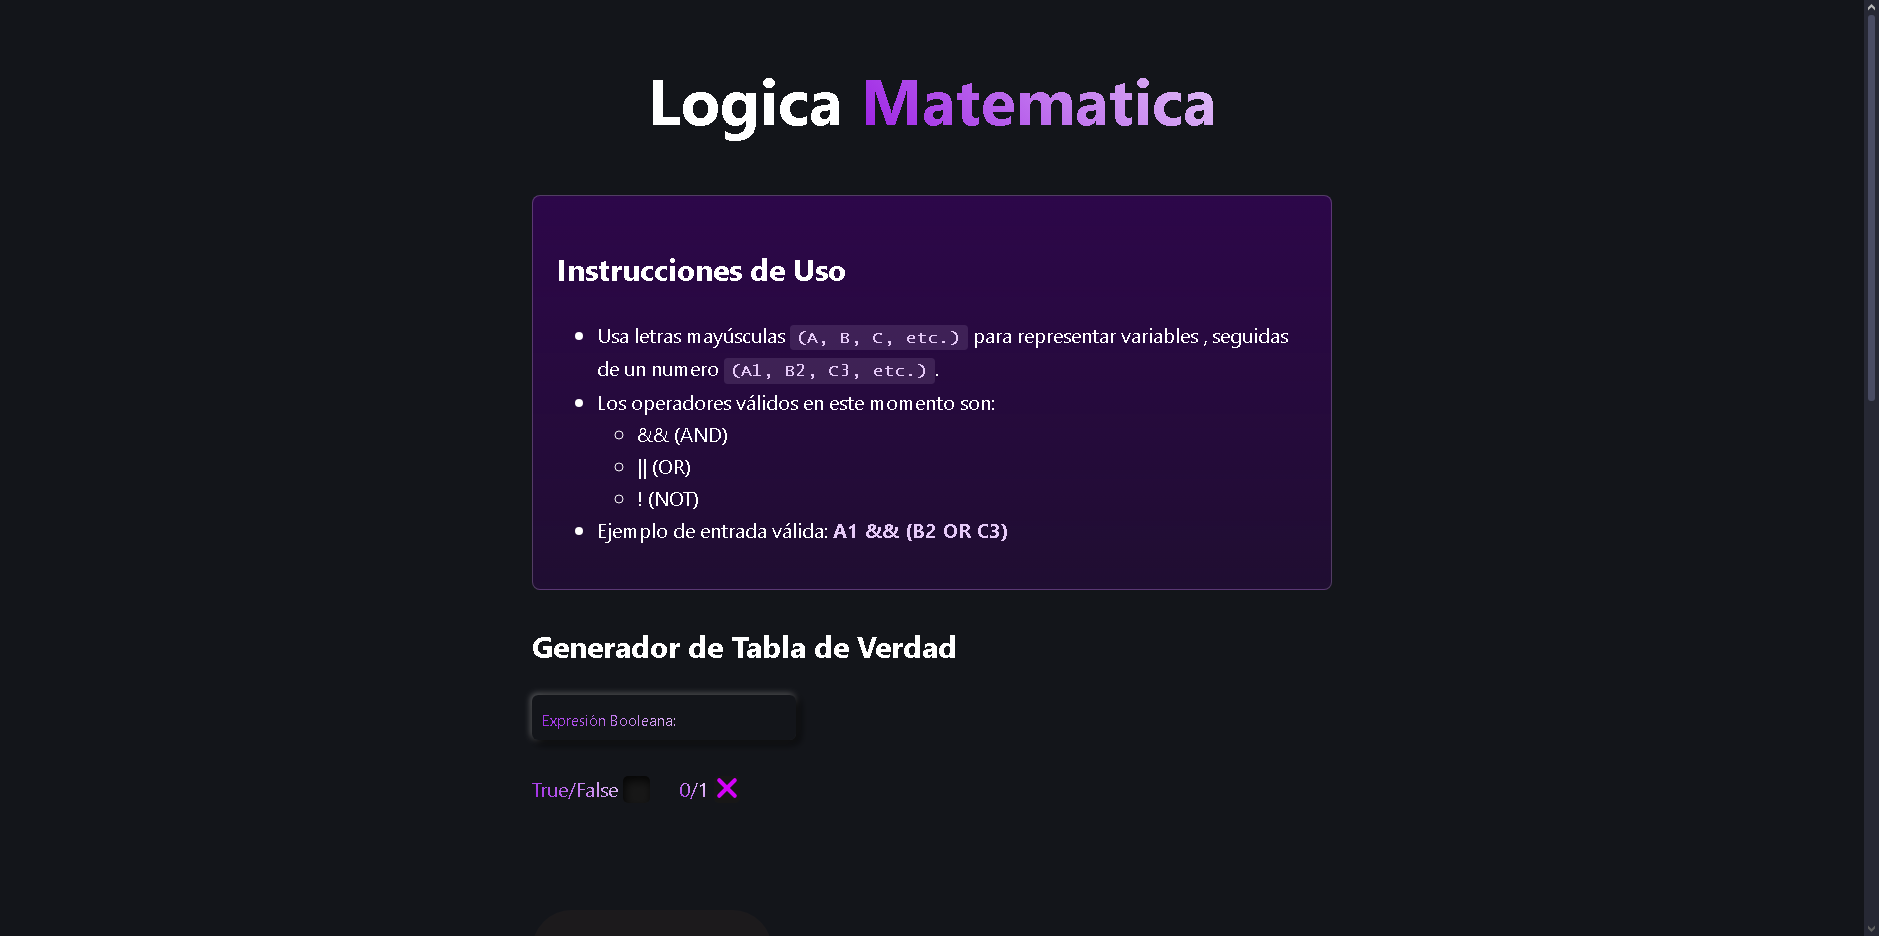 Logica Matematica
Instrucciones de Uso
Usa letras mayúsculas (A, B, C, etc.) para representar variables , seguidas
de un numero (A1, B2, C3, etc.) .
Los operadores válidos en este momento son:
&& (AND)
|| (OR)
! (NOT)
Ejemplo de entrada válida: A1 && (B2 OR C3)
Generador de Tabla de Verdad
Expresión Booleana:
True/False 0/1